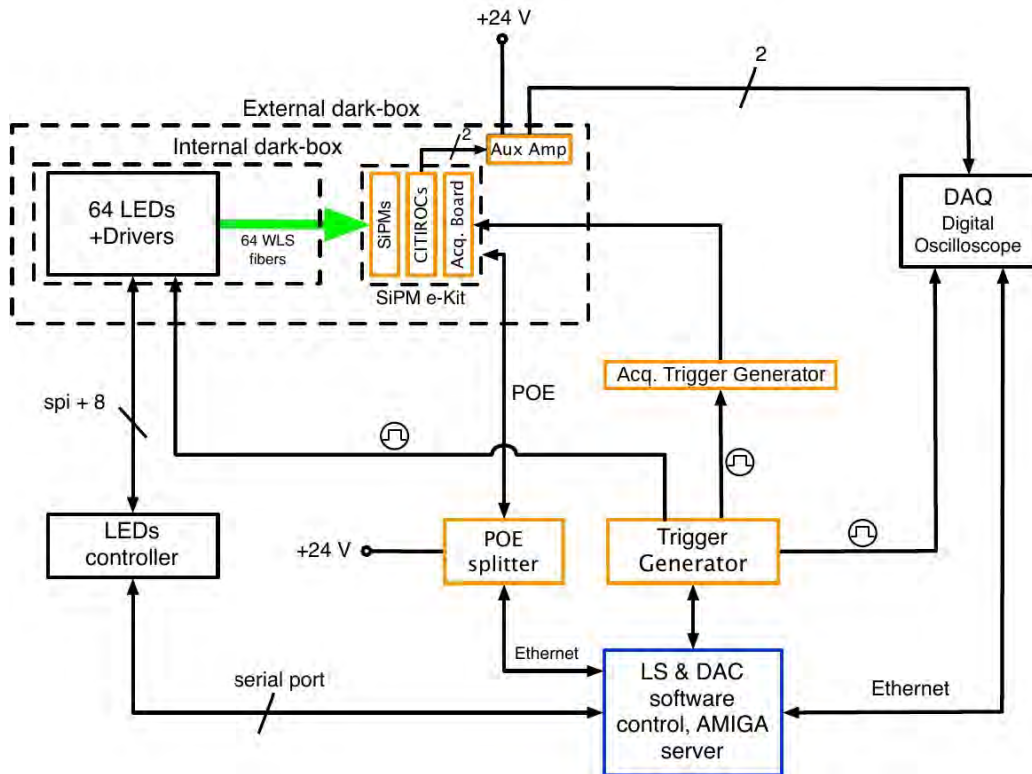 +24 V
2
External dark-box
Internal dark-box
2
Aux Amp
64 LEDs
+Drivers
64 WLS
fibers
SiPMs
CITIROCs
Acq. Board
SiPM e-Kit
DAQ
Digital
Oscilloscope
Acq. Trigger Generator
POE
spi + 8
LEDs
controller
+24 V
POE
splitter
Trigger
Generator
Ethernet
serial port
LS & DAC
software
control, AMIGA
server
Ethernet